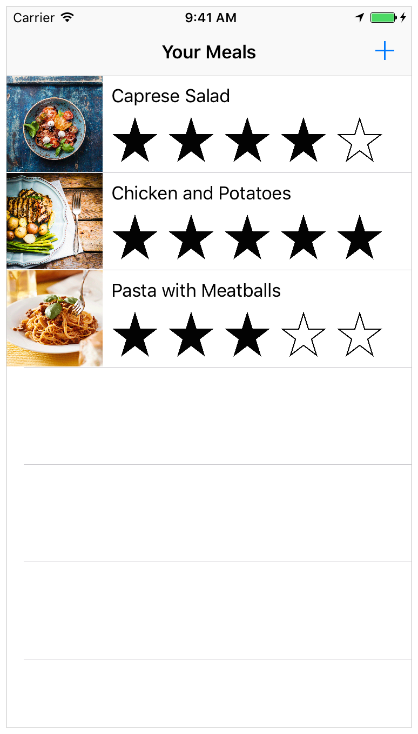 Carrier 9:41 AM
Your Meals +
Caprese Salad
Chicken and Potatoes
Pasta with Meatballs